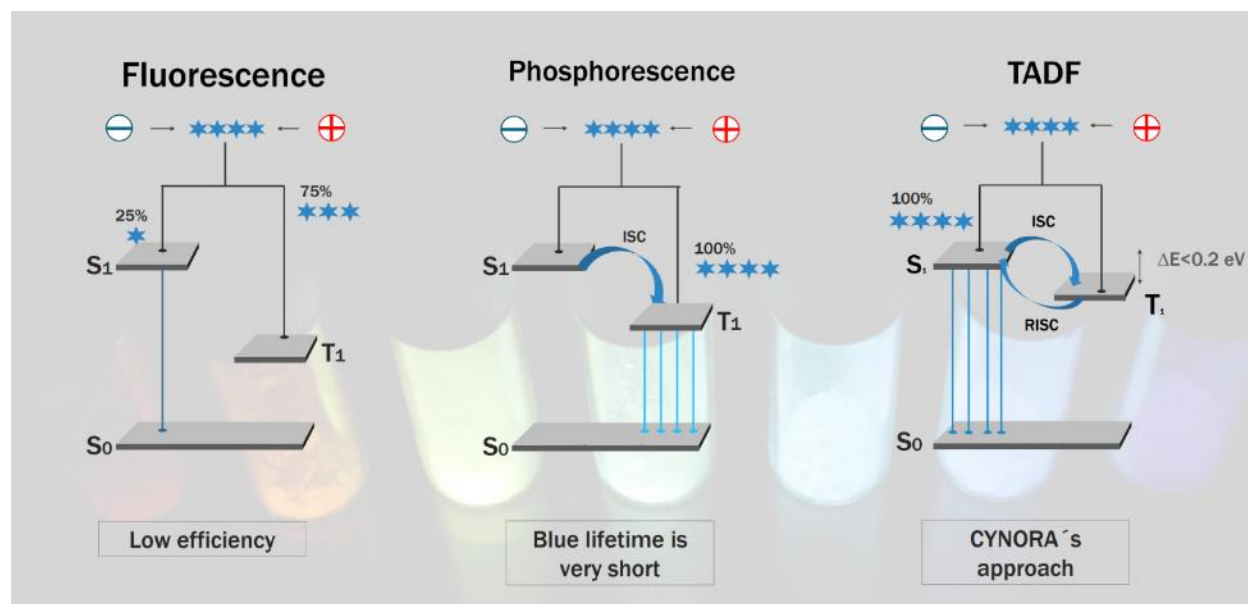 Fluorescence
25%
75%
S1
T1
S0
Low efficiency
Phosphorescence
ISC
100%
S1
T1
S0
Blue lifetime is
very short
TADF
100%
ISC
S1
ΔE<0.2 eV
T1
RISC
S0
CYNORA´s
approach